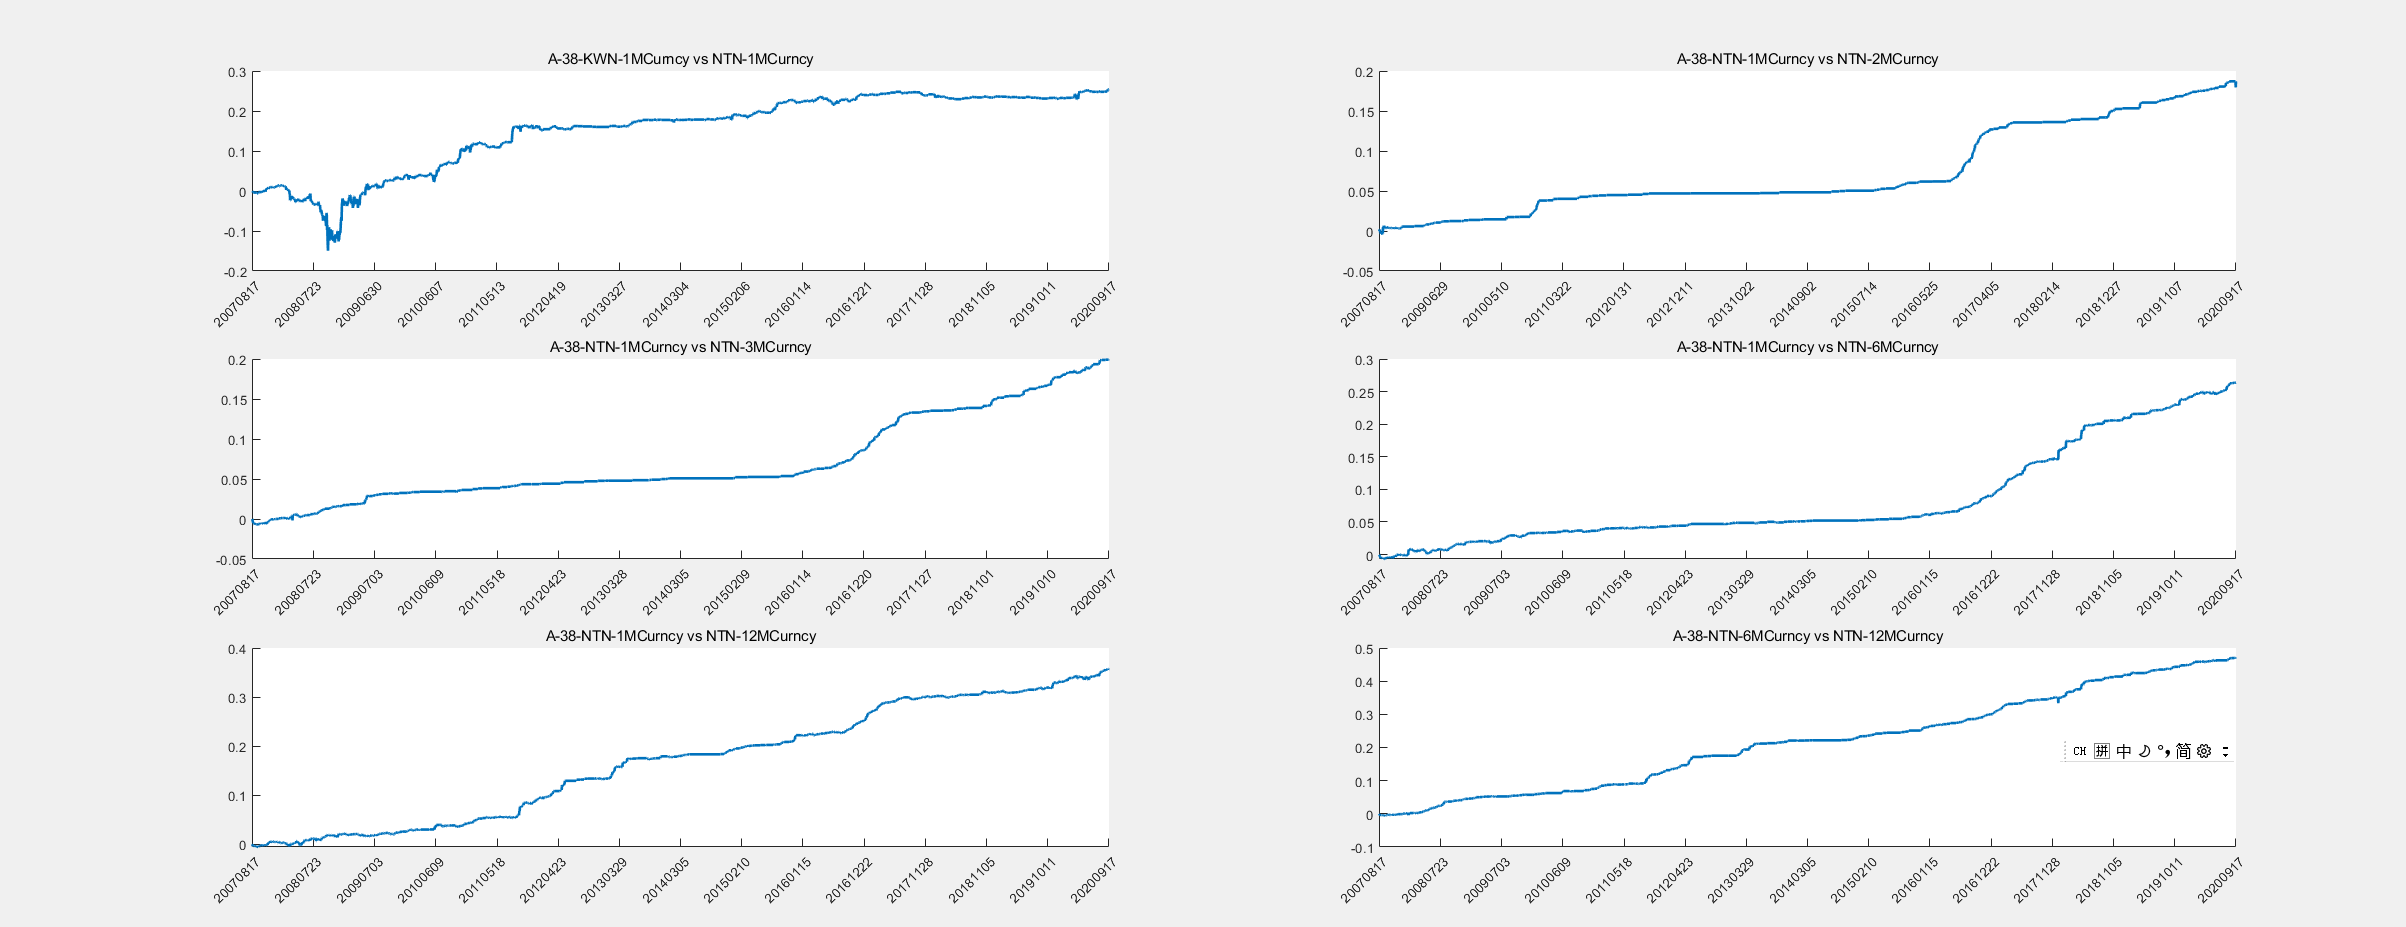 A-38-KWN-1MCurncy vs NTN-1MCurncy
0.3
0.2
0.1
0
-0.1
-0.2
20070817 20080723 20090630 20100607 20110513 20120419 20130327 20140304 20150206 20160114 20161221 20171128 20181105 20191011 20200917
A-38-NTN-1MCurncy vs NTN-2MCurncy
0.2
0.15
0.1
0.05
0
-0.05
20070817 20090629 20100510 20110322 20120131 20121211 20131022 20140902 20150714 20160525 20170405 20180214 20181227 20191107 20200917
A-38-NTN-1MCurncy vs NTN-3MCurncy
0.2
0.15
0.1
0.05
0
-0.05
20070817 20080723 20090703 20100609 20110518 20120423 20130328 20140305 20150209 20160114 20161220 20171127 20181101 20191010 20200917
A-38-NTN-1MCurncy vs NTN-6MCurncy
0.3
0.25
0.2
0.15
0.1
0.05
0
20070817 20080723 20090703 20100609 20110518 20120423 20130329 20140305 20150210 20160115 20161222 20171128 20181105 20191011 20200917
A-38-NTN-1MCurncy vs NTN-12MCurncy
0.4
0.3
0.2
0.1
0
20070817 20080723 20090703 20100609 20110518 20120423 20130329 20140305 20150210 20160115 20161222 20171128 20181105 20191011 20200917
A-38-NTN-6MCurncy vs NTN-12MCurncy
0.5
0.4
0.3
0.2
0.1
0
-0.1
20070817 20080723 20090703 20100609 20110518 20120423 20130329 20140305 20150210 20160115 20161222 20171128 20181105 20191011 20200917
CH 拼 中 °, 简